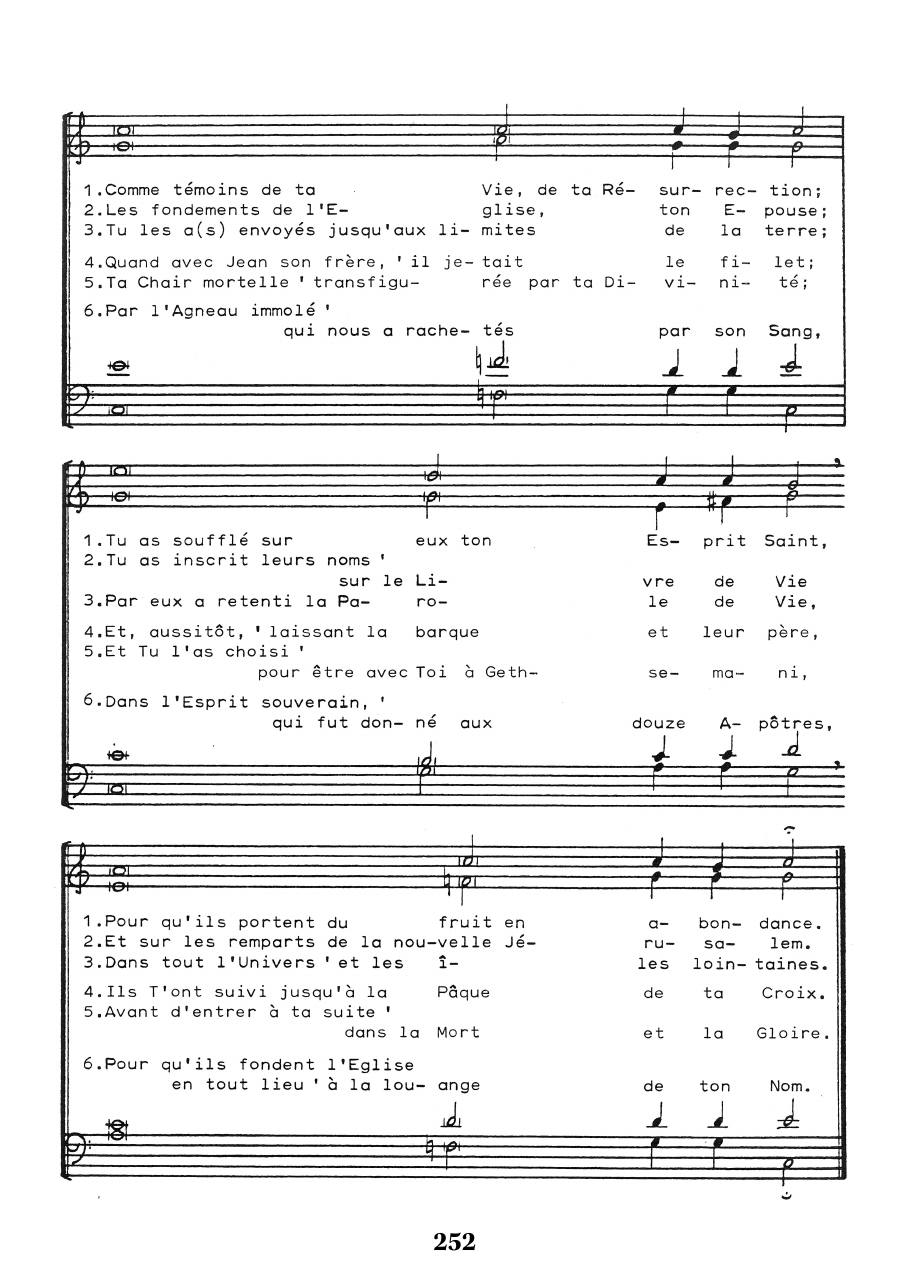 1.Comme témoins de ta Vie, de ta Ré- sur- rec- tion;
2.Les fondements de l'E- glise, ton E- pouse;
3.Tu les a(s) envoyés jusqu'aux li- mites de la terre;
4.Quand avec Jean son frère, ' il je- tait le fi- let;
5.Ta Chair mortelle ' transfigu- rée par ta Di- vi- ni- té;
6.Par l'Agneau immolé '
qui nous a rache- tés par son Sang,
1.Tu as soufflé sur eux ton Es- prit Saint,
2.Tu as inscrit leurs noms '
sur le Li- vre de Vie
3.Par eux a retenti la Pa- ro- le de Vie,
4.Et, aussitôt, ' laissant la barque et leur père,
5.Et Tu l'as choisi '
pour être avec Toi à Geth- se- ma- ni,
6.Dans l'Esprit souverain, '
qui fut don- né aux douze A- pôtres,
1.Pour qu'ils portent du fruit en a- bon- dance.
2.Et sur les remparts de la nou-velle Jé- ru- sa- lem.
3.Dans tout l'Univers ' et les î- les loin- taines.
4.Ils T'ont suivi jusqu'à la Pâque de ta Croix.
5.Avant d'entrer à ta suite '
dans la Mort et la Gloire.
6.Pour qu'ils fondent l'Eglise
en tout lieu ' à la lou- ange de ton Nom.
252